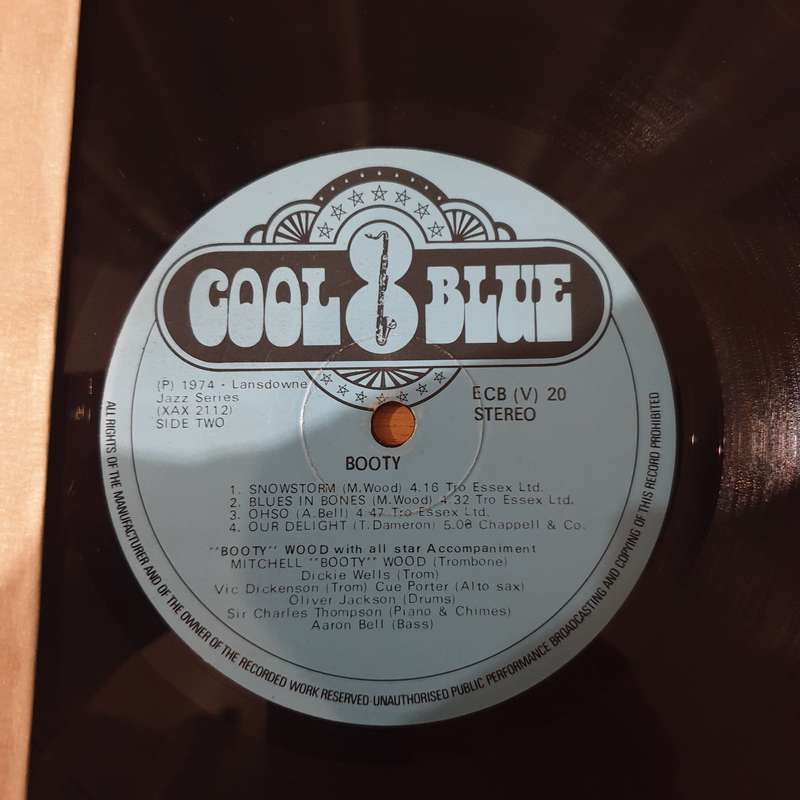 COOL BLUE
(P) 1974 - Lansdowne
Jazz Series
(XAX 2112)
SIDE TWO
ECB (V) 20
STEREO
BOOTY
1. SNOWSTORM (M.Wood) 4.16 Tro Essex Ltd.
2. BLUES IN BONES (M.Wood) 4.32 Tro Essex Ltd.
3. OHSO (A.Bell) 4.47 Tro Essex Ltd.
4. OUR DELIGHT (T.Dameron) 5.08 Chappell & Co.
""BOOTY"" WOOD with all star Accompaniment
MITCHELL ""BOOTY"" WOOD (Trombone)
Dickie Wells (Trom)
Vic Dickenson (Trom) Cue Porter (Alto sax)
Oliver Jackson (Drums)
Sir Charles Thompson (Piano & Chimes)
Aaron Bell (Bass)
ALL RIGHTS OF THE MANUFACTURER AND OF THE OWNER OF THE RECORDED WORK RESERVED·UNAUTHORISED PUBLIC PERFORMANCE BROADCASTING AND COPYING OF THIS RECORD PROHIBITED